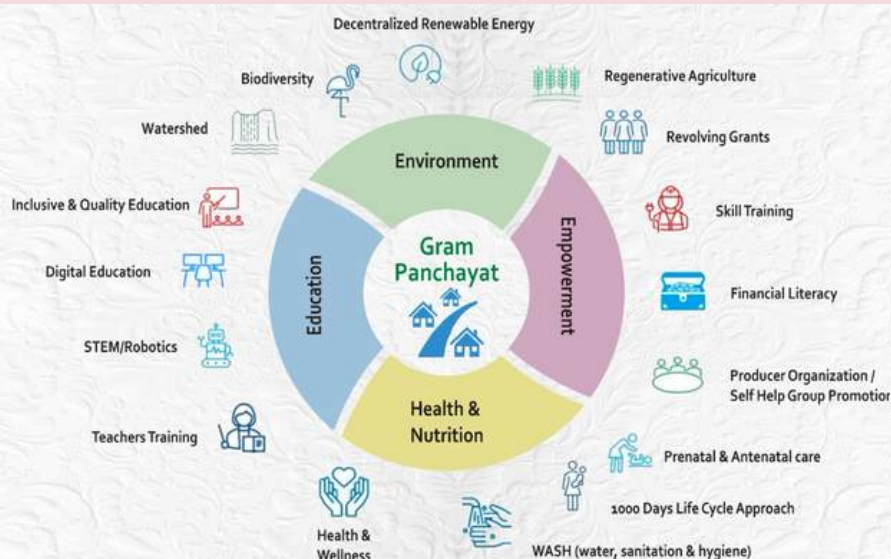 Decentralized Renewable Energy
Biodiversity
Regenerative Agriculture
Watershed
Revolving Grants
Environment
Inclusive & Quality Education
Skill Training
Empowerment
Gram
Panchayat
Education
Digital Education
Financial Literacy
STEM/Robotics
Producer Organization /
Self Help Group Promotion
Health &
Nutrition
Teachers Training
Prenatal & Antenatal care
1000 Days Life Cycle Approach
Health &
Wellness
WASH (water, sanitation & hygiene)